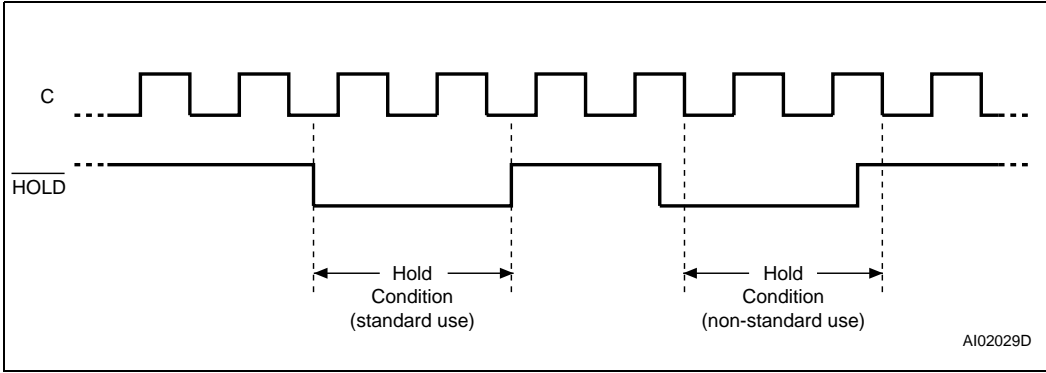 C
HOLD
Hold
Condition
(standard use)
Hold
Condition
(non-standard use)
AI02029D